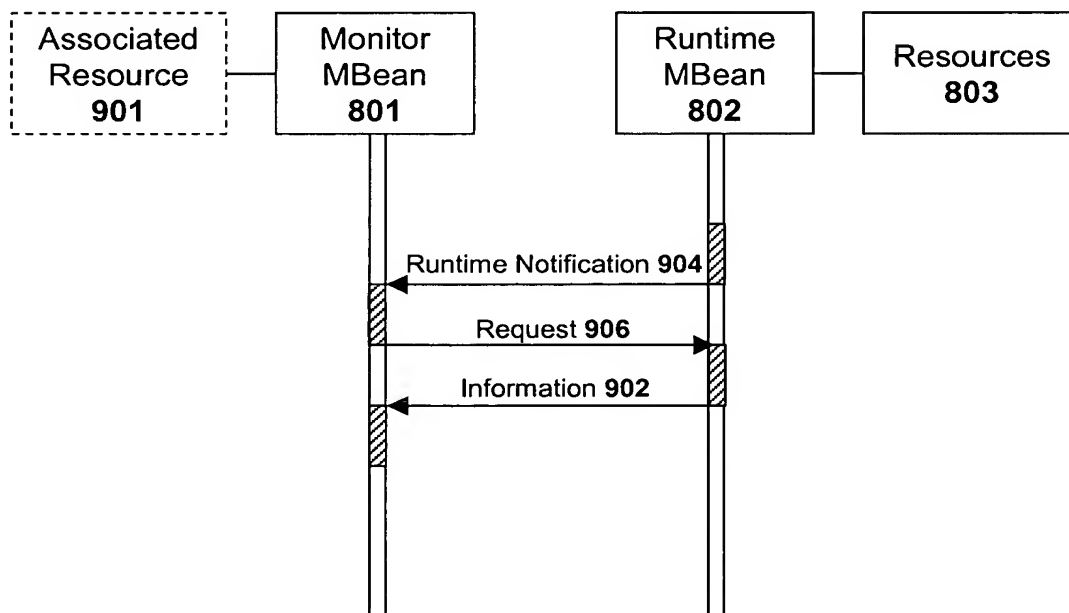 Associated
Resource
901
Monitor
MBean
801
Runtime
MBean
802
Resources
803
Runtime Notification 904
Request 906
Information 902